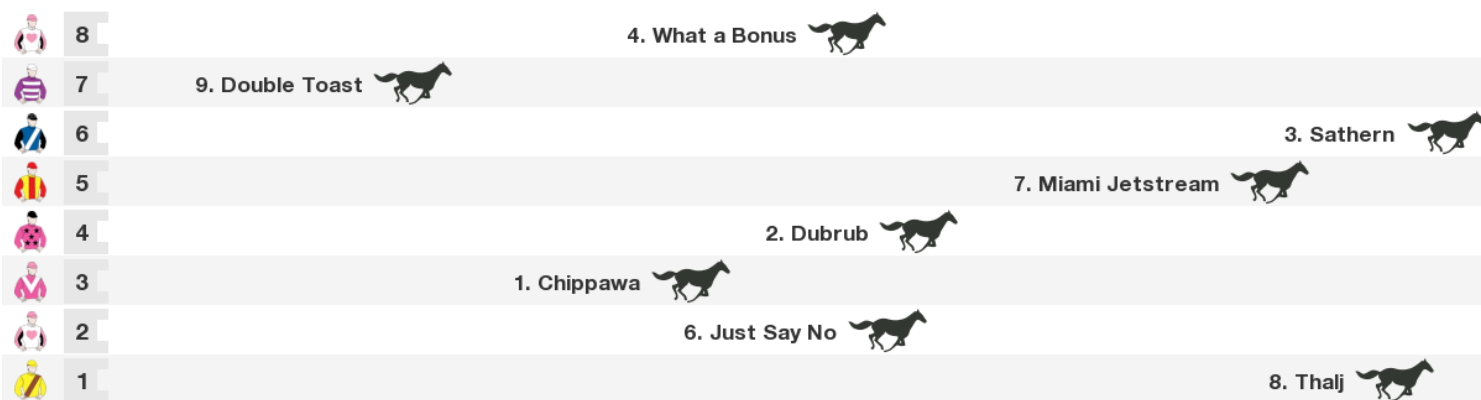 8 4. What a Bonus
7 9. Double Toast
6 3. Sathern
5 7. Miami Jetstream
4 2. Dubrub
3 1. Chippawa
2 6. Just Say No
1 8. Thalj